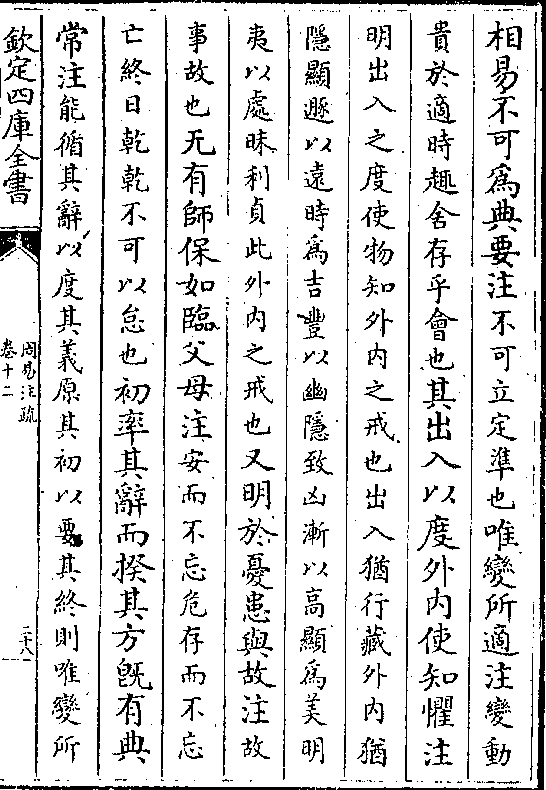 相易不可爲典要注不可立定準也唯變所適注變動
貴於適時趣舍存乎會也其出入以度外内使知懼注
明出入之度使物知外内之戒也出入猶行藏外内猶
隱顯遯以遠時爲吉豐以幽隱致凶漸以高顯爲美明
夷以處昧利貞此外内之戒也又明於憂患與故注故
事故也无有師保如臨父母注安而不忘危存而不忘
亡終日乾乾不可以怠也初率其辭而揆其方旣有典
常注能循其辭以度其義原其初以要其終則唯變所
欽定四庫全書
周易注疏
卷十二
二十八